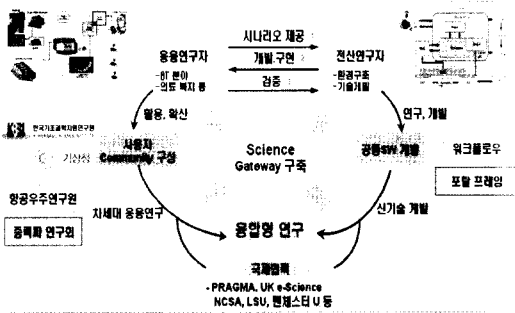 시나리오 제공
응용연구자
개발.구현
전산연구자
-BT 분야
-의료 복지 등
검증
-환경구축
-기술개발
활용, 확산
연구, 개발
한국기초과학지원연구원
기상청
사용자
Community 구성
Science
Gateway 구축
공통SW 개발
워크플로우
포탈 프레임
항공우주연구원
중력파 연구회
차세대 응용연구
신기술 개발
융합형 연구
국제협력
- PRAGMA. UK e-Science
NCSA, LSU, 맨체스터 U 등